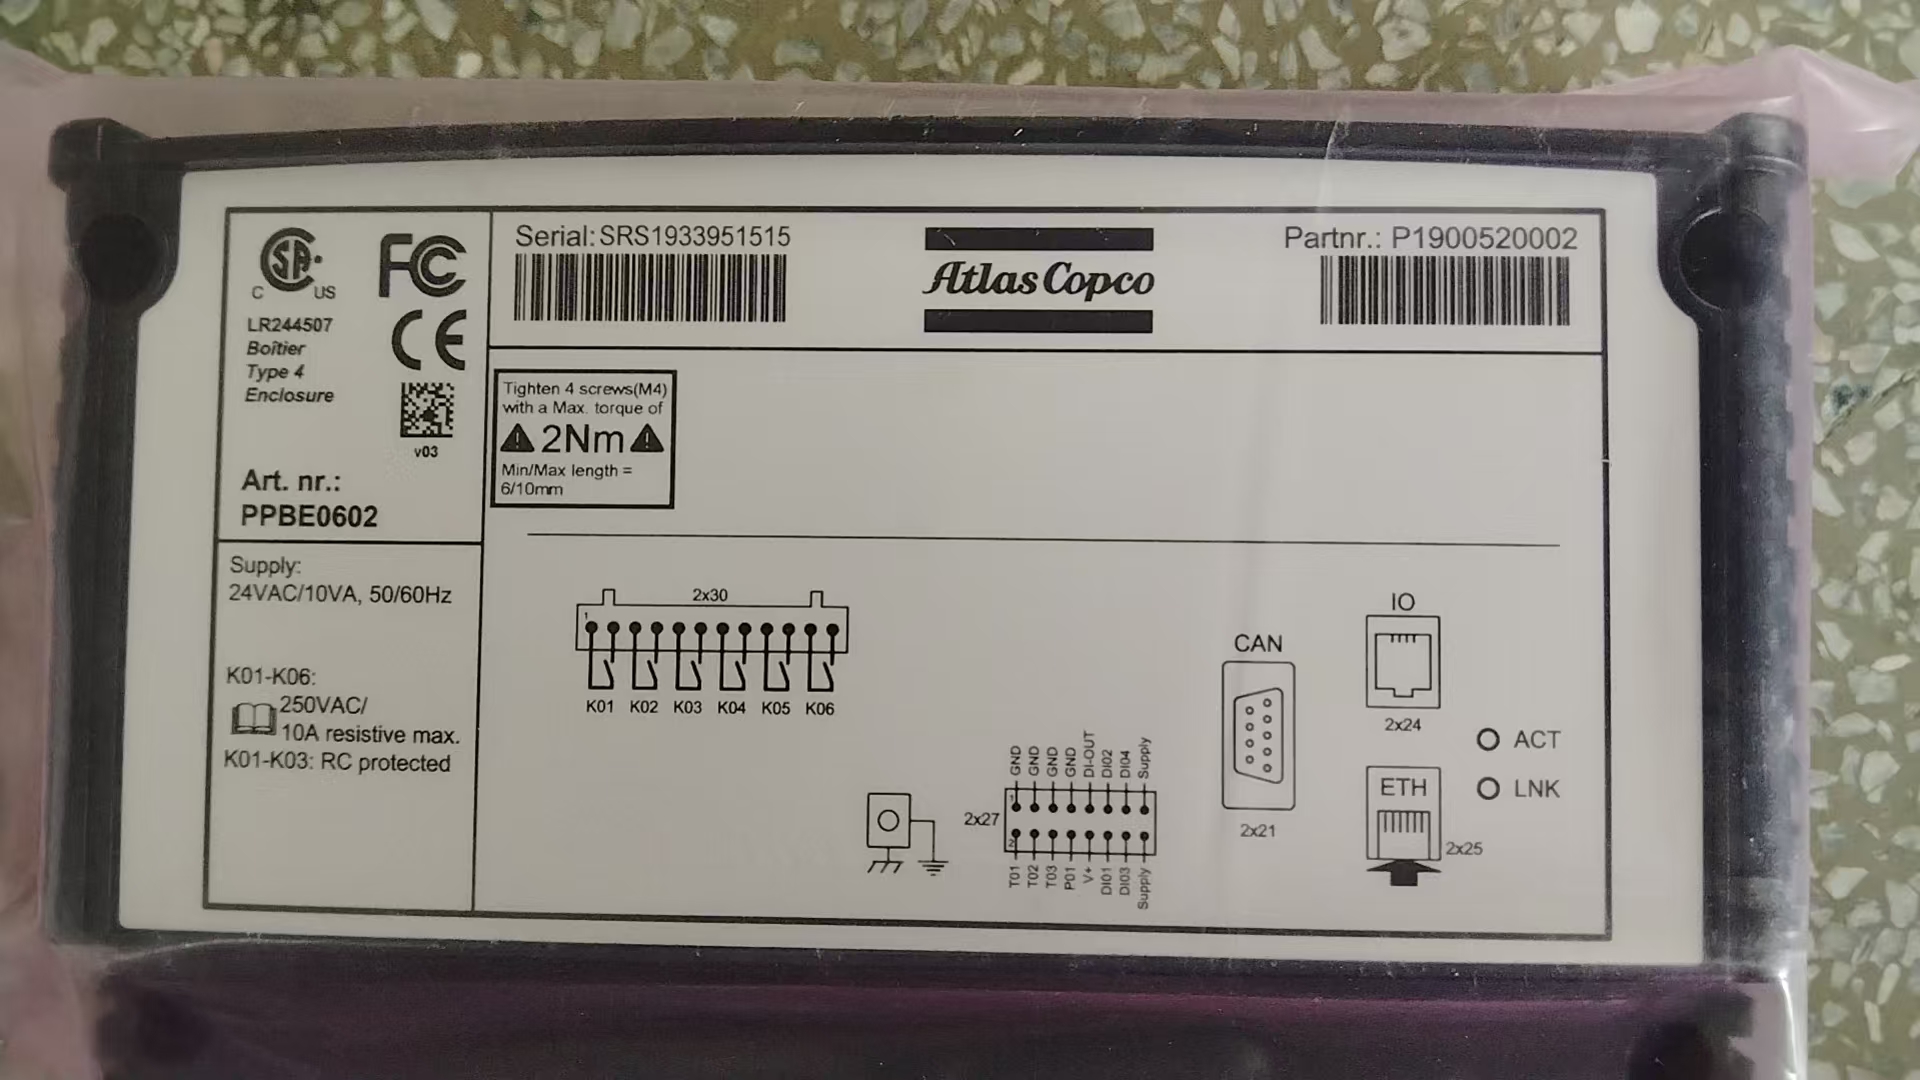 Serial: SRS1933951515
Atlas Copco
Partnr.: P1900520002
SA
C US
FC
CE
LR244507
Boîtier
Type 4
Enclosure
v03
Art. nr.:
PPBE0602
Tighten 4 screws(M4)
with a Max. torque of
2Nm
Min/Max length =
6/10mm
Supply:
24VAC/10VA, 50/60Hz
K01-K06:
250VAC/
10A resistive max.
K01-K03: RC protected
2x30
1
K01 K02 K03 K04 K05 K06
GND GND GND GND DI-OUT DI02 DI04 Supply
1
2x27
2
T01 T02 T03 P01 V+ DI01 DI03 Supply
CAN
2x21
IO
2x24
ACT
LNK
ETH
2x25